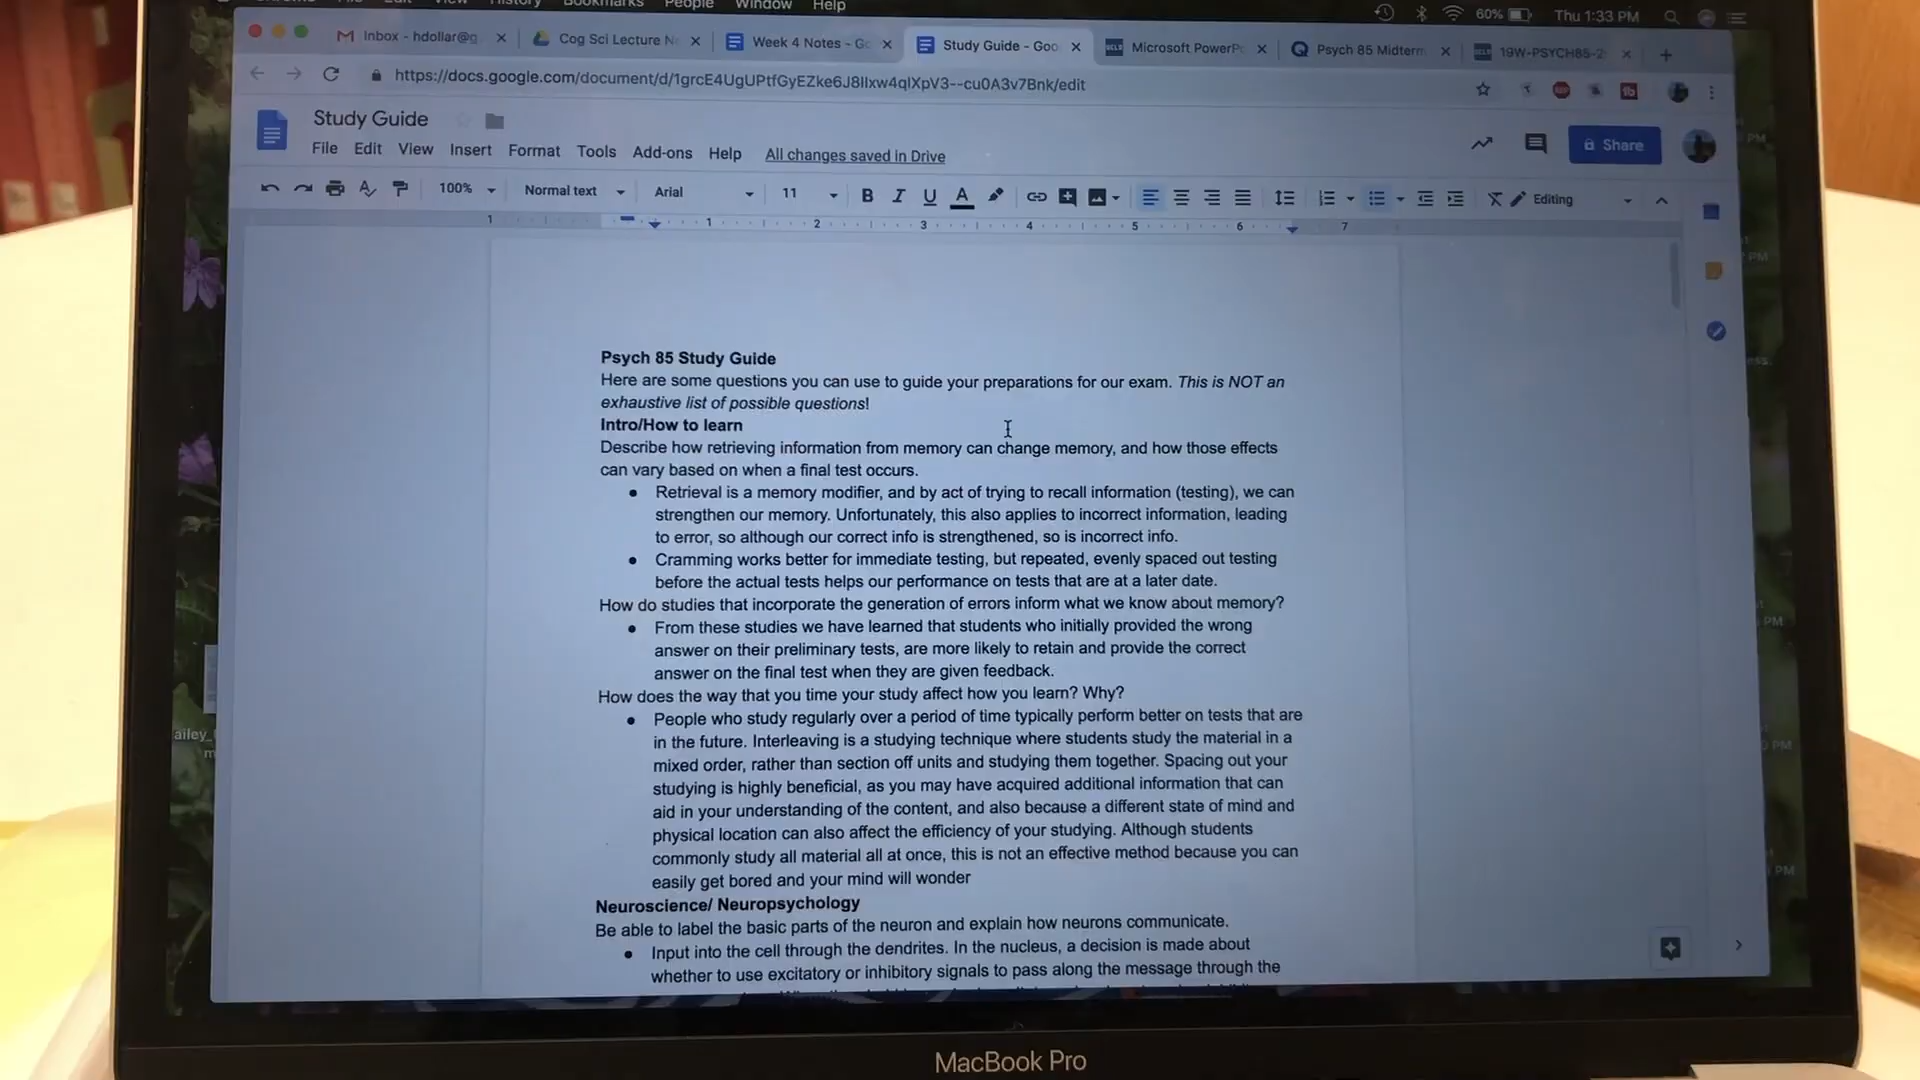 People Window Help
60% Thu 1:33 PM
Inbox - hdollar@g Cog Sci Lecture N Week 4 Notes - Go Study Guide - Goo Microsoft PowerPo Psych 85 Midterm 19W-PSYCH85-2
https://docs.google.com/document/d/1grcE4UgUPtfGyEZke6J8IIxw4qlXpV3--cu0A3v7Bnk/edit
Study Guide
File Edit View Insert Format Tools Add-ons Help All changes saved in Drive
Share
100% Normal text Arial 11 B I U A Editing
1 1 2 3 4 5 6 7
Psych 85 Study Guide
Here are some questions you can use to guide your preparations for our exam. This is NOT an
exhaustive list of possible questions!
Intro/How to learn
Describe how retrieving information from memory can change memory, and how those effects
can vary based on when a final test occurs.
● Retrieval is a memory modifier, and by act of trying to recall information (testing), we can
strengthen our memory. Unfortunately, this also applies to incorrect information, leading
to error, so although our correct info is strengthened, so is incorrect info.
● Cramming works better for immediate testing, but repeated, evenly spaced out testing
before the actual tests helps our performance on tests that are at a later date.
How do studies that incorporate the generation of errors inform what we know about memory?
● From these studies we have learned that students who initially provided the wrong
answer on their preliminary tests, are more likely to retain and provide the correct
answer on the final test when they are given feedback.
How does the way that you time your study affect how you learn? Why?
● People who study regularly over a period of time typically perform better on tests that are
in the future. Interleaving is a studying technique where students study the material in a
mixed order, rather than section off units and studying them together. Spacing out your
studying is highly beneficial, as you may have acquired additional information that can
aid in your understanding of the content, and also because a different state of mind and
physical location can also affect the efficiency of your studying. Although students
commonly study all material all at once, this is not an effective method because you can
easily get bored and your mind will wonder
Neuroscience/ Neuropsychology
Be able to label the basic parts of the neuron and explain how neurons communicate.
● Input into the cell through the dendrites. In the nucleus, a decision is made about
whether to use excitatory or inhibitory signals to pass along the message through the
MacBook Pro